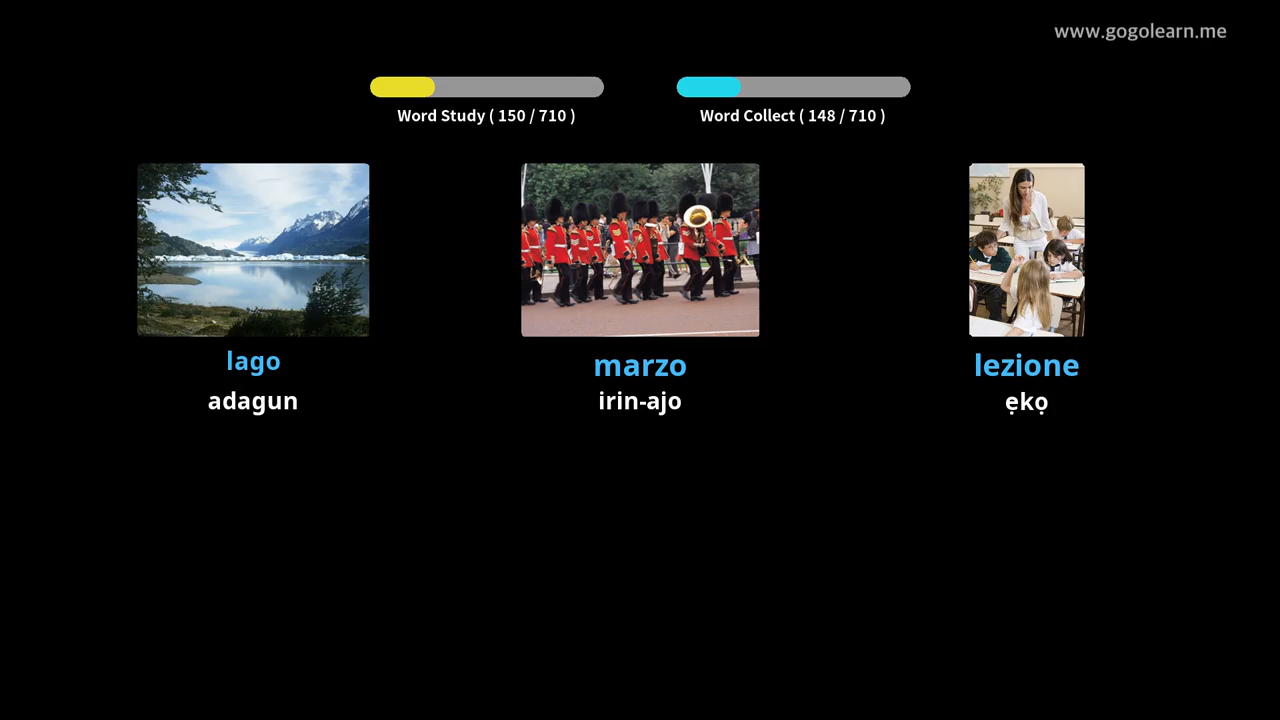 www.gogolearn.me
Word Study ( 150 / 710 )
Word Collect ( 148 / 710 )
lago
adagun
marzo
irin-ajo
lezione
ẹkọ